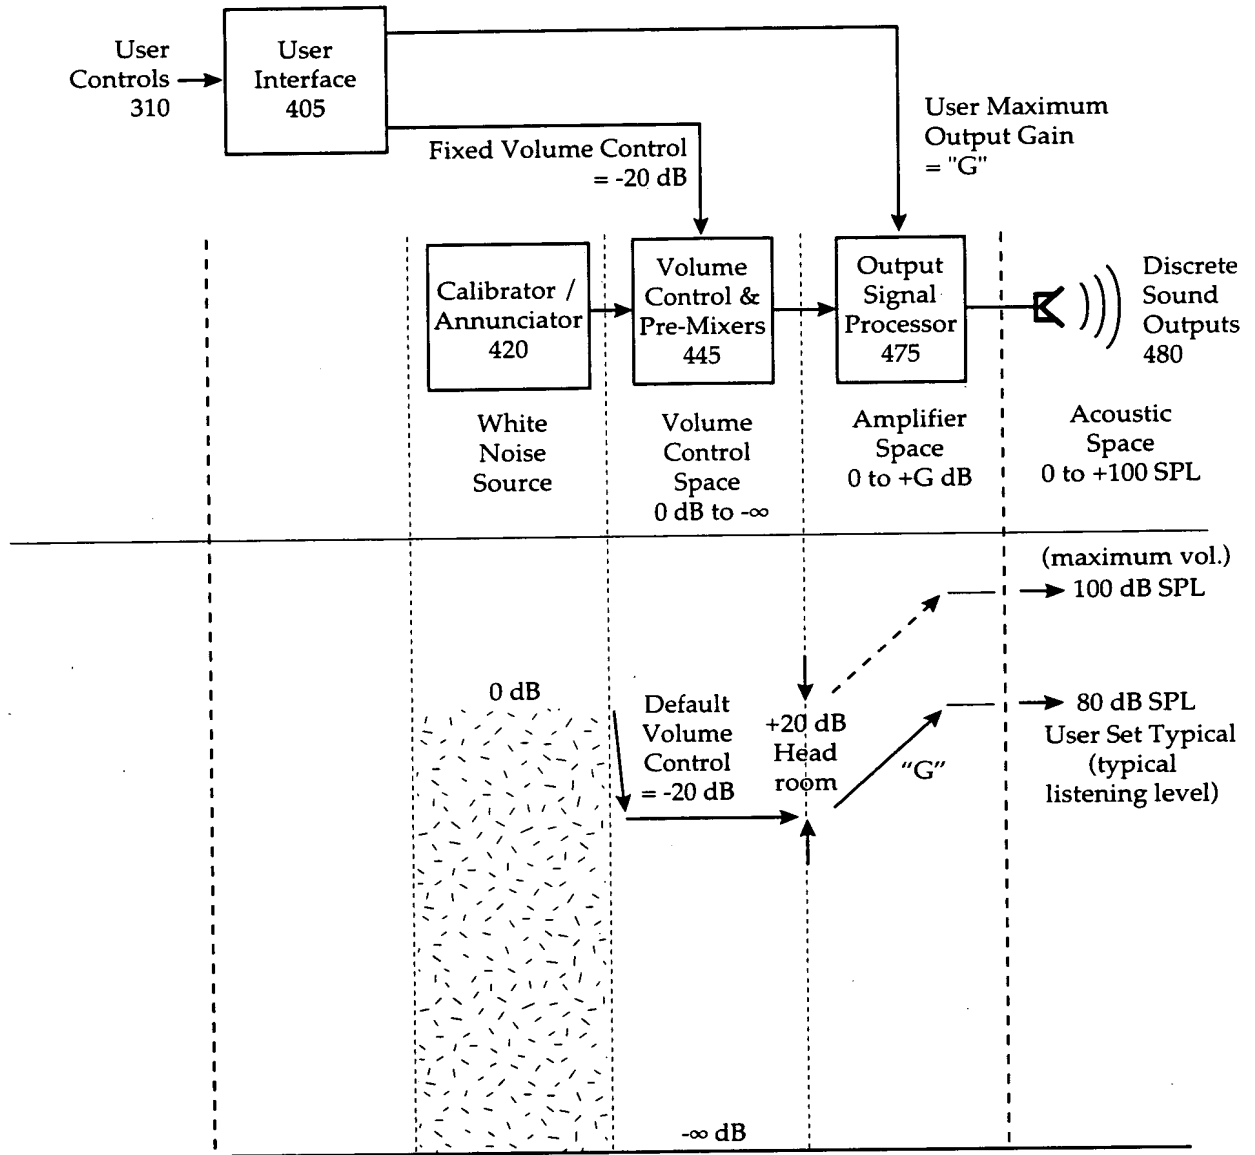 User
Controls
310
User
Interface
405
Fixed Volume Control
= -20 dB
User Maximum
Output Gain
= "G"
Calibrator /
Annunciator
420
Volume
Control &
Pre-Mixers
445
Output
Signal
Processor
475
Discrete
Sound
Outputs
480
White
Noise
Source
Volume
Control
Space
0 dB to -∞
Amplifier
Space
0 to +G dB
Acoustic
Space
0 to +100 SPL
(maximum vol.)
100 dB SPL
0 dB
Default
Volume
Control
= -20 dB
+20 dB
Head
room
"G"
80 dB SPL
User Set Typical
(typical
listening level)
-∞ dB